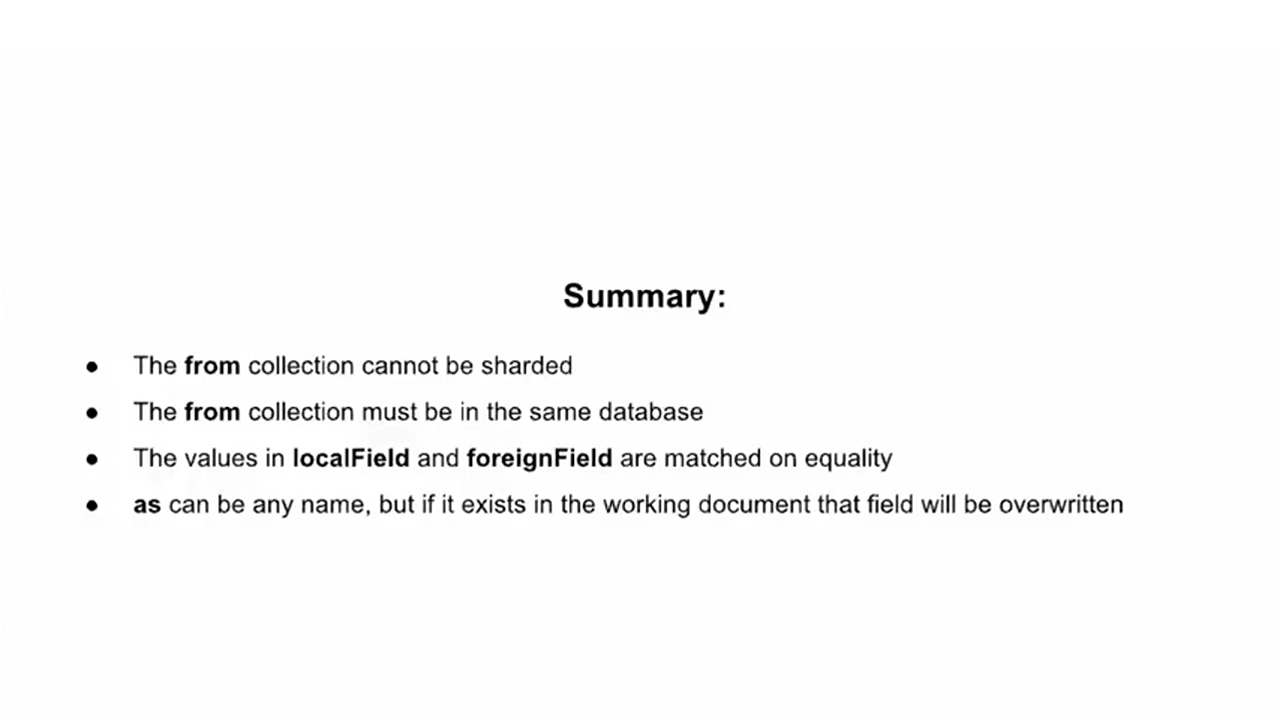 Summary:
● The from collection cannot be sharded
● The from collection must be in the same database
● The values in localField and foreignField are matched on equality
● as can be any name, but if it exists in the working document that field will be overwritten